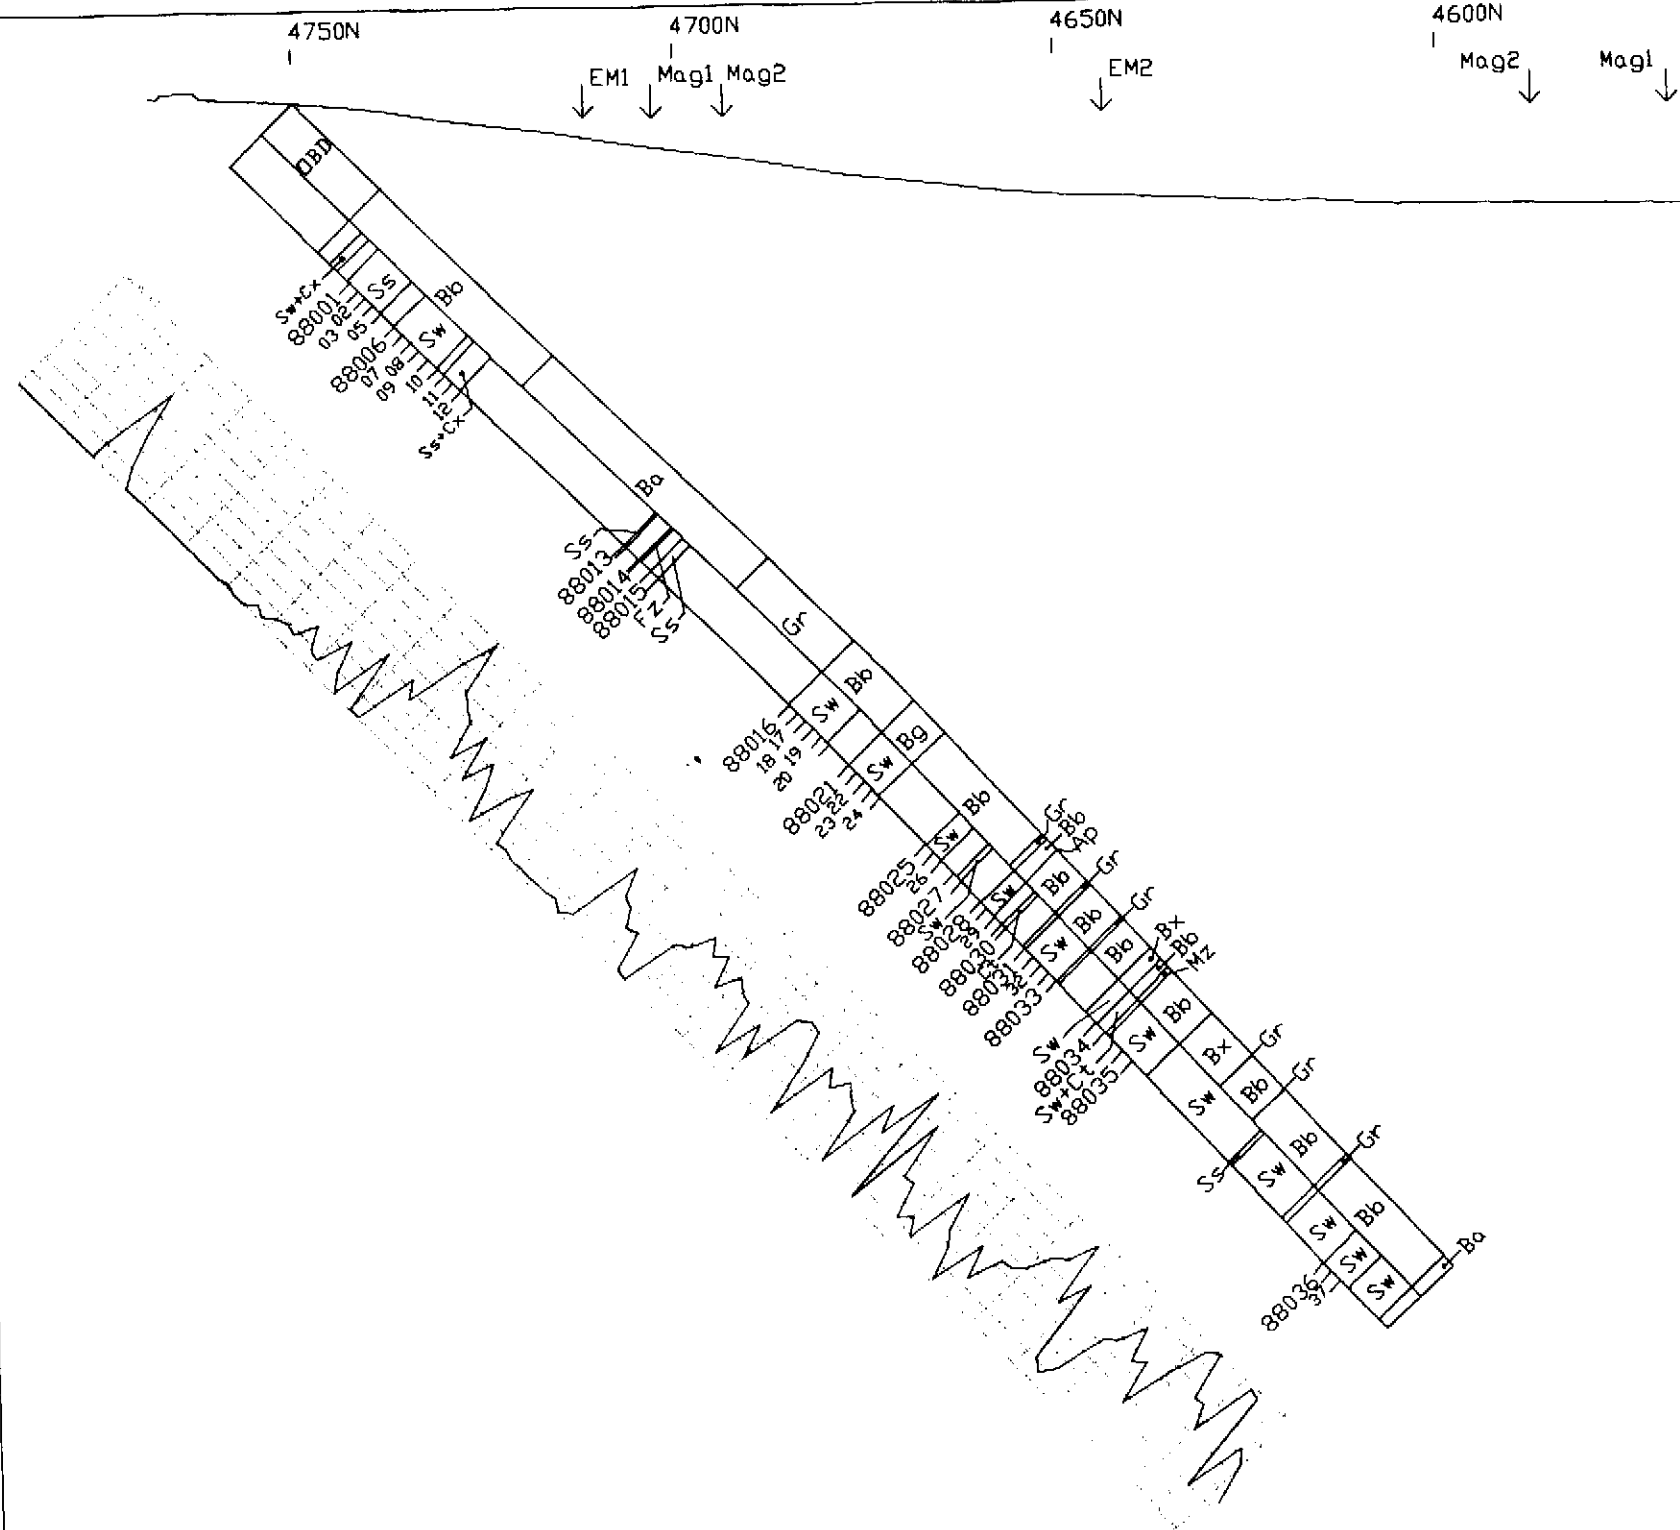 4750N
4700N
4650N
4600N
EM1
Mag1
Mag2
EM2
Mag2
Mag1
OBD
Bb
Ss
Sw
Sw+Cx
88001
03 02
05
88006
07 08
09 10
11
12
Ss+Cx
Ba
Ss
88013
88014
88015
Fz
Ss
Gr
Bb
Sw
Bg
Sw
88016
17
18 19
20
88021
22
23 24
Bb
Sw
88025
26
88027
Sw
88028
29
88030
Ct
88031
32
88033
Gr
Bb
Ap
Sw
Bb
Gr
Sw
Bb
Gr
Bb
Bx
Bb
Mz
Sw
88034
Sw+Ct
88035
Sw
Bb
Bx
Gr
Sw
Bb
Gr
Ss
Sw
Bb
Gr
Sw
Bb
Sw
Sw
Ba
88036
37